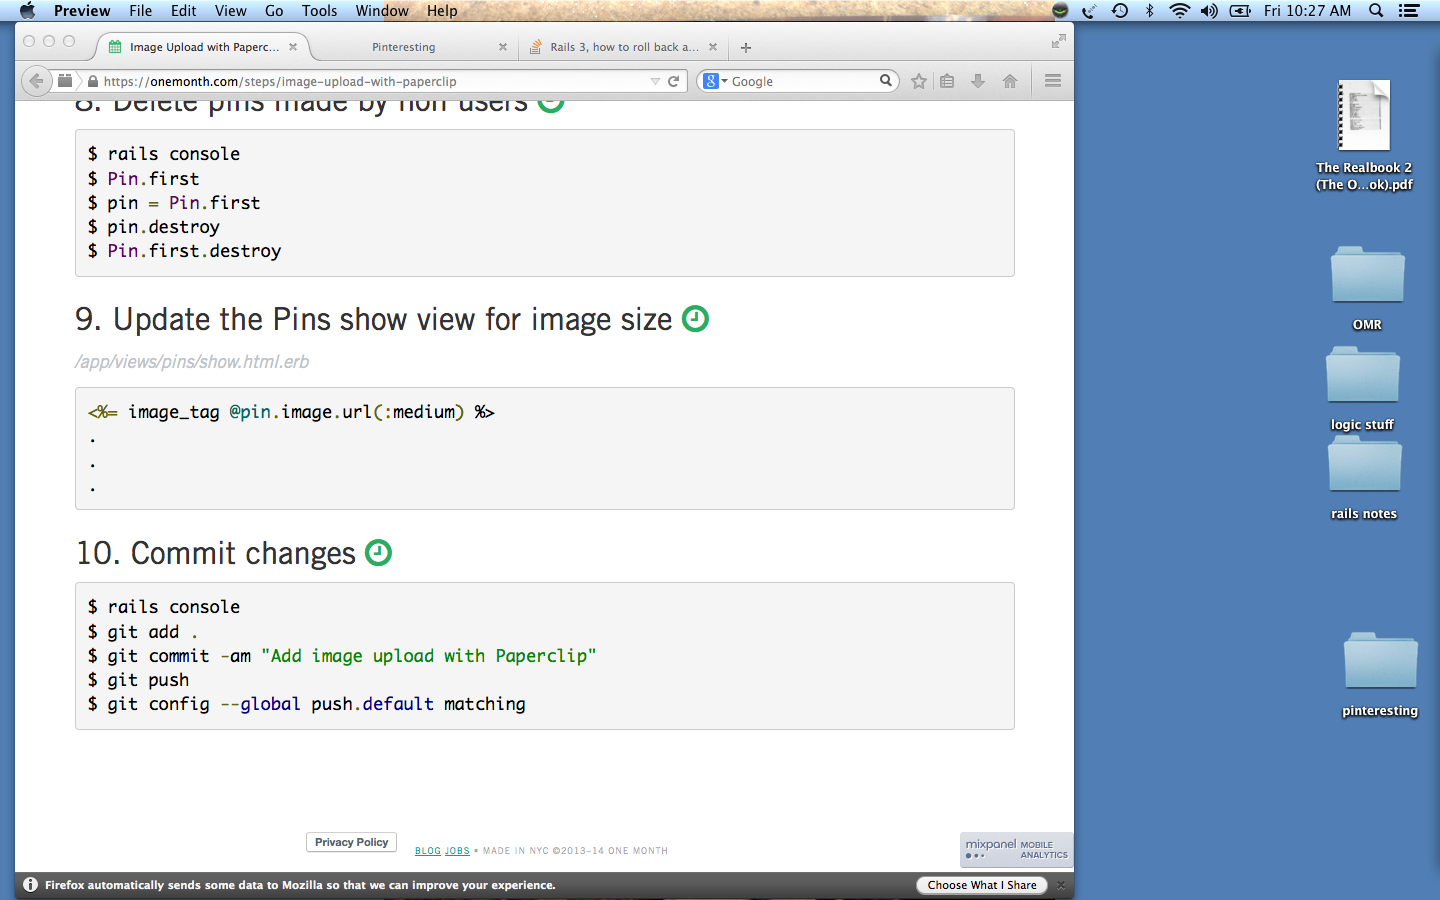 Preview File Edit View Go Tools Window Help Fri 10:27 AM
Image Upload with Paperc... Pinteresting Rails 3, how to roll back a...
https://onemonth.com/steps/image-upload-with-paperclip Google
8. Delete pins made by non users
$ rails console
$ Pin.first
$ pin = Pin.first
$ pin.destroy
$ Pin.first.destroy
9. Update the Pins show view for image size
/app/views/pins/show.html.erb
<%= image_tag @pin.image.url(:medium) %>
.
.
.
10. Commit changes
$ rails console
$ git add .
$ git commit -am "Add image upload with Paperclip"
$ git push
$ git config --global push.default matching
Privacy Policy
BLOG JOBS • MADE IN NYC ©2013–14 ONE MONTH
mixpanel MOBILE
ANALYTICS
Firefox automatically sends some data to Mozilla so that we can improve your experience.
Choose What I Share
The Realbook 2
(The O...ok).pdf
OMR
logic stuff
rails notes
pinteresting